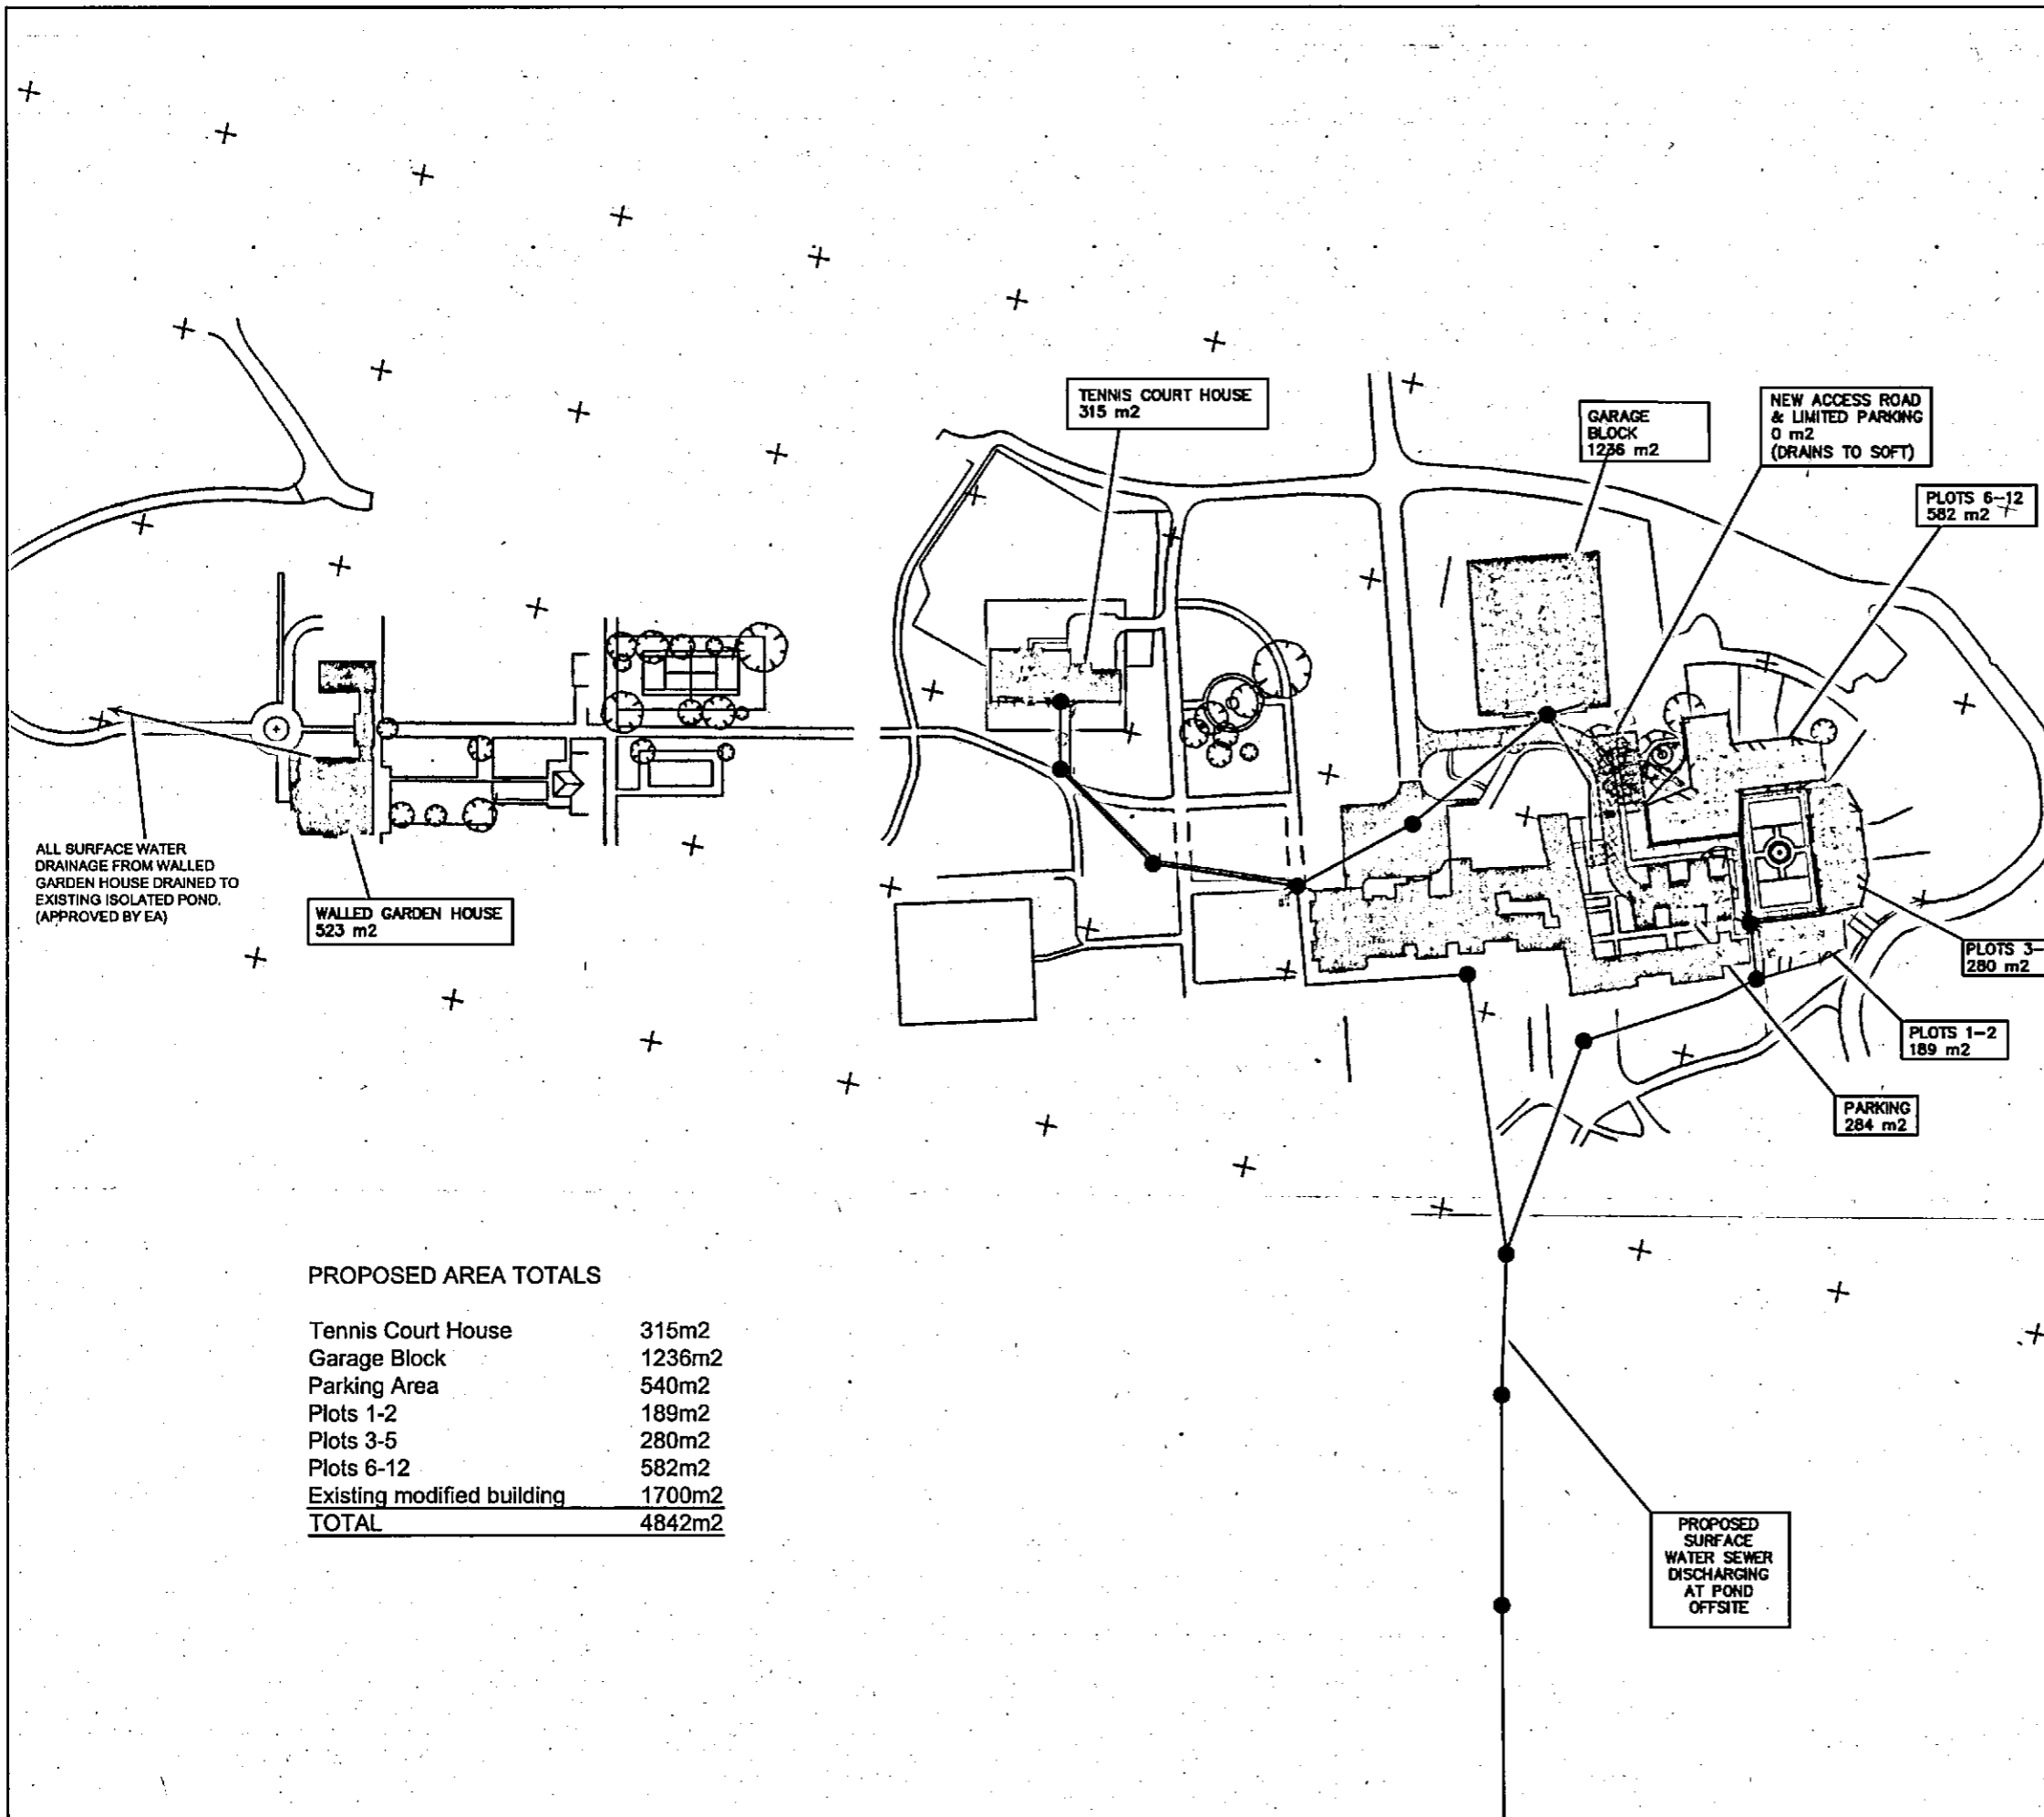 TENNIS COURT HOUSE
315 m2
GARAGE
BLOCK
1236 m2
NEW ACCESS ROAD
& LIMITED PARKING
0 m2
(DRAINS TO SOFT)
PLOTS 6-12
582 m2
ALL SURFACE WATER
DRAINAGE FROM WALLED
GARDEN HOUSE DRAINED TO
EXISTING ISOLATED POND.
(APPROVED BY EA)
WALLED GARDEN HOUSE
523 m2
PLOTS 3-
280 m2
PLOTS 1-2
189 m2
PARKING
284 m2
PROPOSED AREA TOTALS
Tennis Court House 315m2
Garage Block 1236m2
Parking Area 540m2
Plots 1-2 189m2
Plots 3-5 280m2
Plots 6-12 582m2
Existing modified building 1700m2
TOTAL 4842m2
PROPOSED
SURFACE
WATER SEWER
DISCHARGING
AT POND
OFFSITE